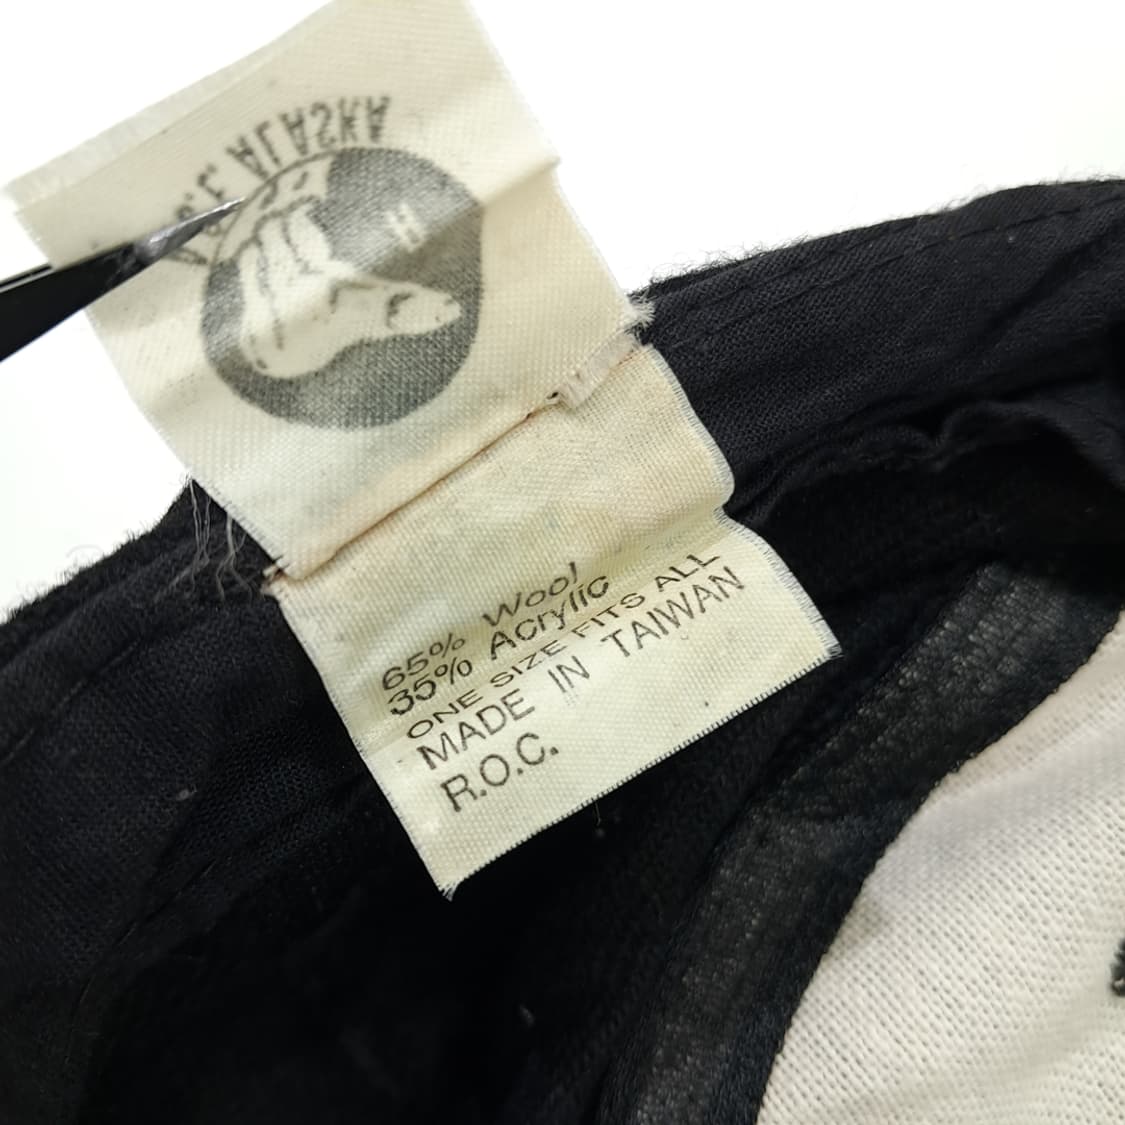 ALASKA
65% Wool
35% Acrylic
ONE SIZE FITS ALL
MADE IN TAIWAN
R.O.C.